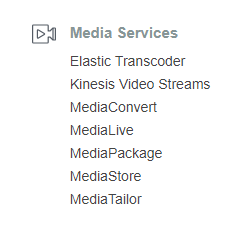 Media Services
Elastic Transcoder
Kinesis Video Streams
MediaConvert
MediaLive
MediaPackage
MediaStore
MediaTailor